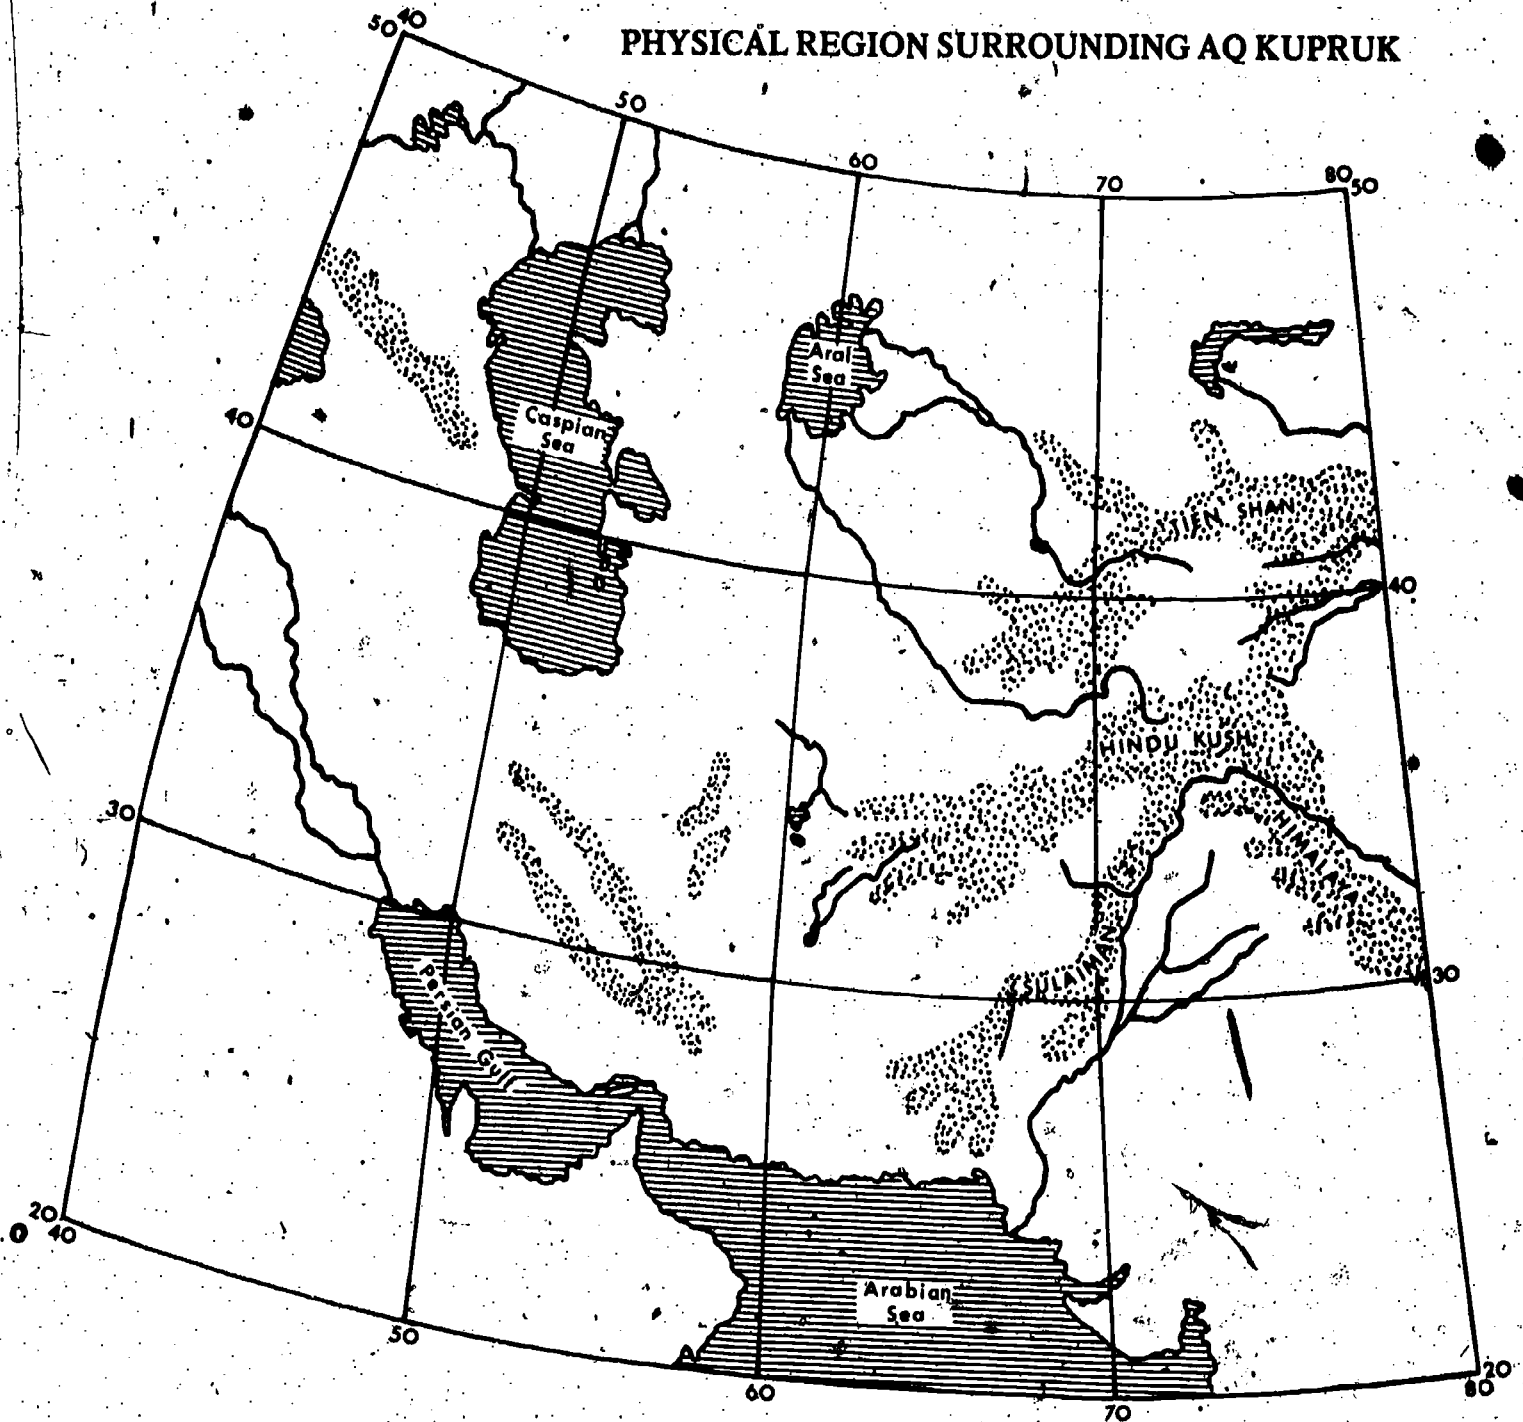 PHYSICAL REGION SURROUNDING AQ KUPRUK
50 40
50
60
70
80 50
Aral
Sea
Caspian
Sea
40
TIEN SHAN
40
HINDU KUSH
30
HIMALAYA
SULAIMAN
30
Persian Gulf
20
40
Arabian
Sea
50
60
70
20
80